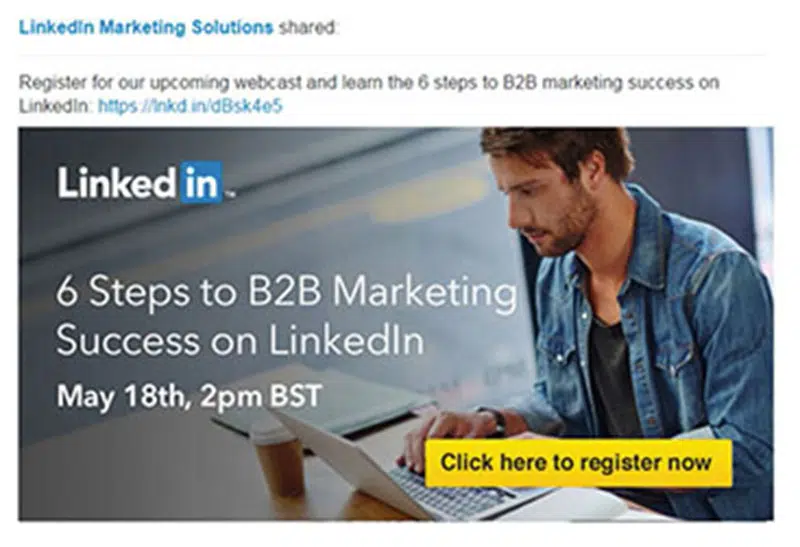 LinkedIn Marketing Solutions shared:
Register for our upcoming webcast and learn the 6 steps to B2B marketing success on
LinkedIn: https://lnkd.in/dBsk4e5
Linked in™
6 Steps to B2B Marketing
Success on LinkedIn
May 18th, 2pm BST
Click here to register now